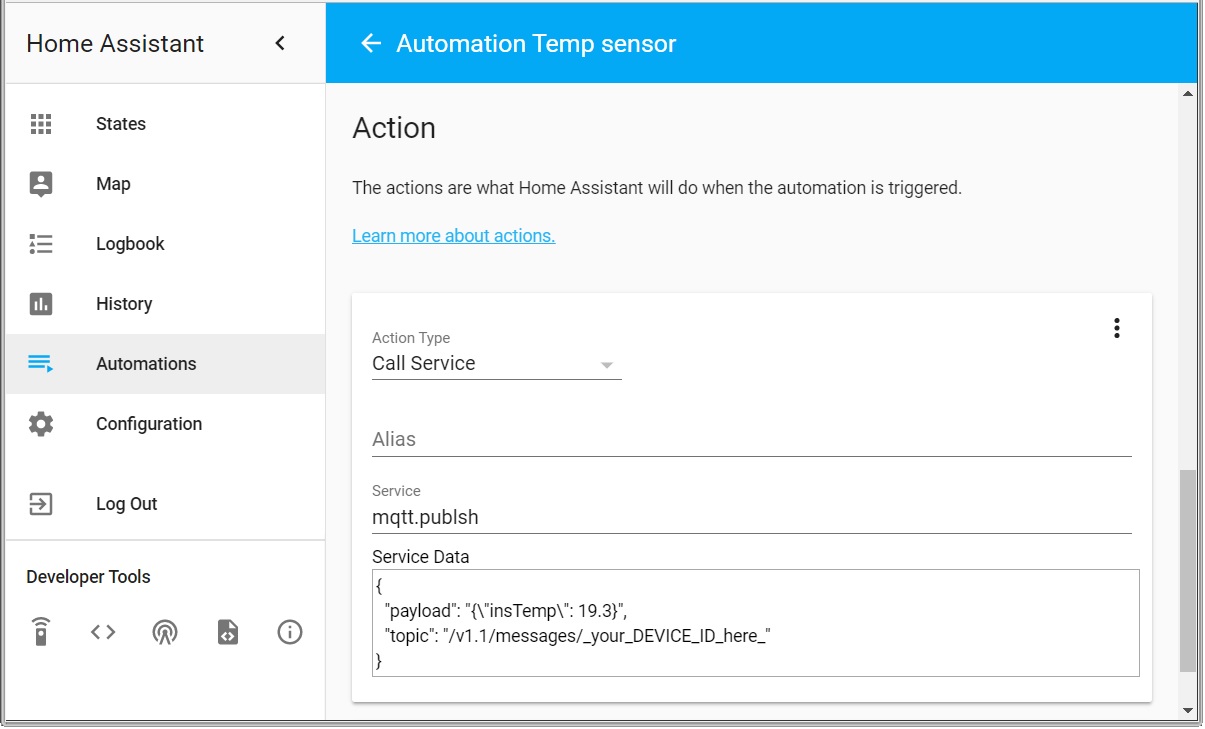 Home Assistant
Automation Temp sensor
States
Map
Logbook
History
Automations
Configuration
Log Out
Developer Tools
Action
The actions are what Home Assistant will do when the automation is triggered.
Learn more about actions.
Action Type
Call Service
Alias
Service
mqtt.publsh
Service Data
{
"payload": "{\"insTemp\": 19.3}",
"topic": "/v1.1/messages/_your_DEVICE_ID_here_"
}